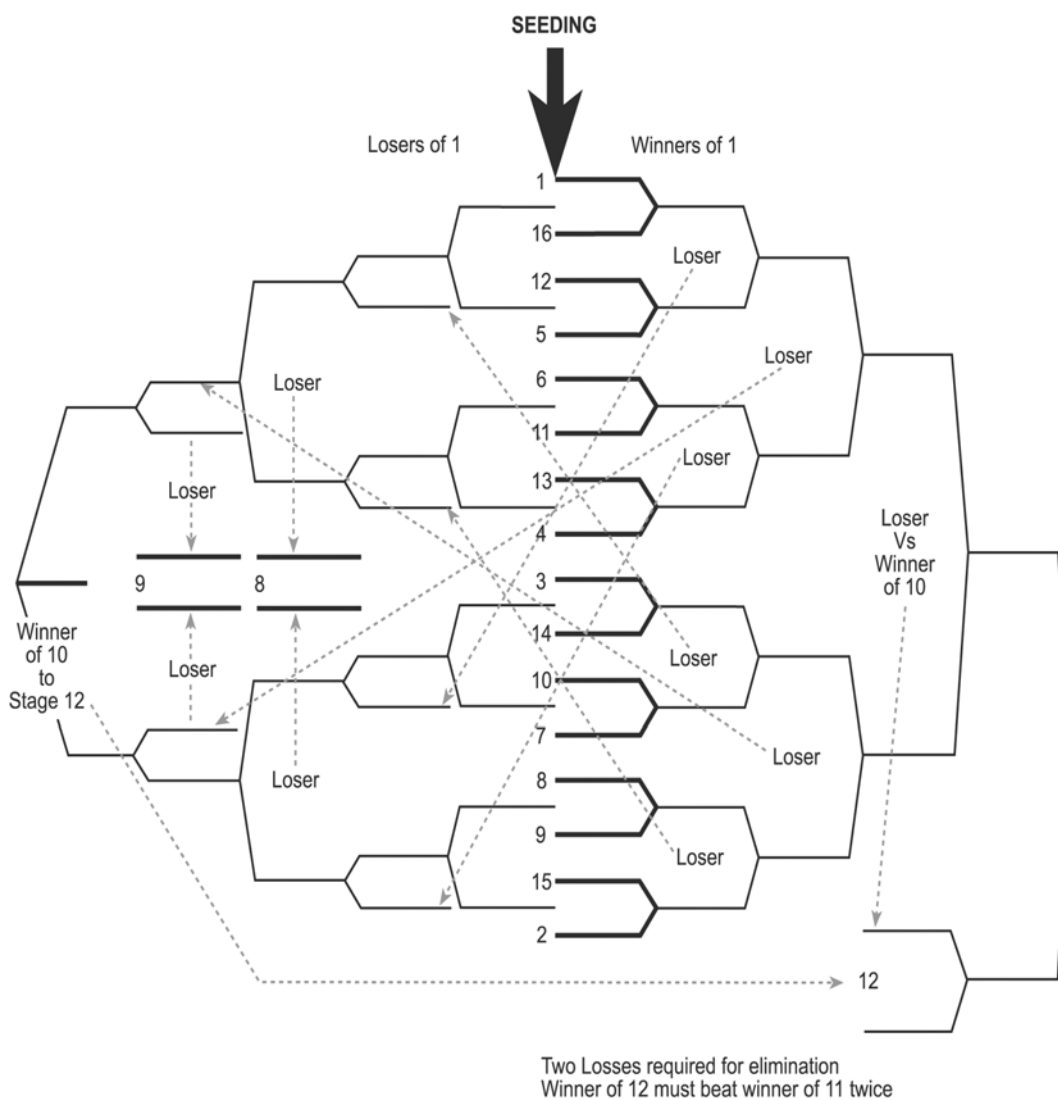 SEEDING
Losers of 1
Winners of 1
1
16
Loser
12
5
Loser
6
Loser
11
Loser
13
Loser
4
Loser
Vs
Winner
of 10
9
8
3
Winner
of 10
to
Stage 12
14
Loser
Loser
10
7
Loser
Loser
8
9
Loser
15
2
12
Two Losses required for elimination
Winner of 12 must beat winner of 11 twice